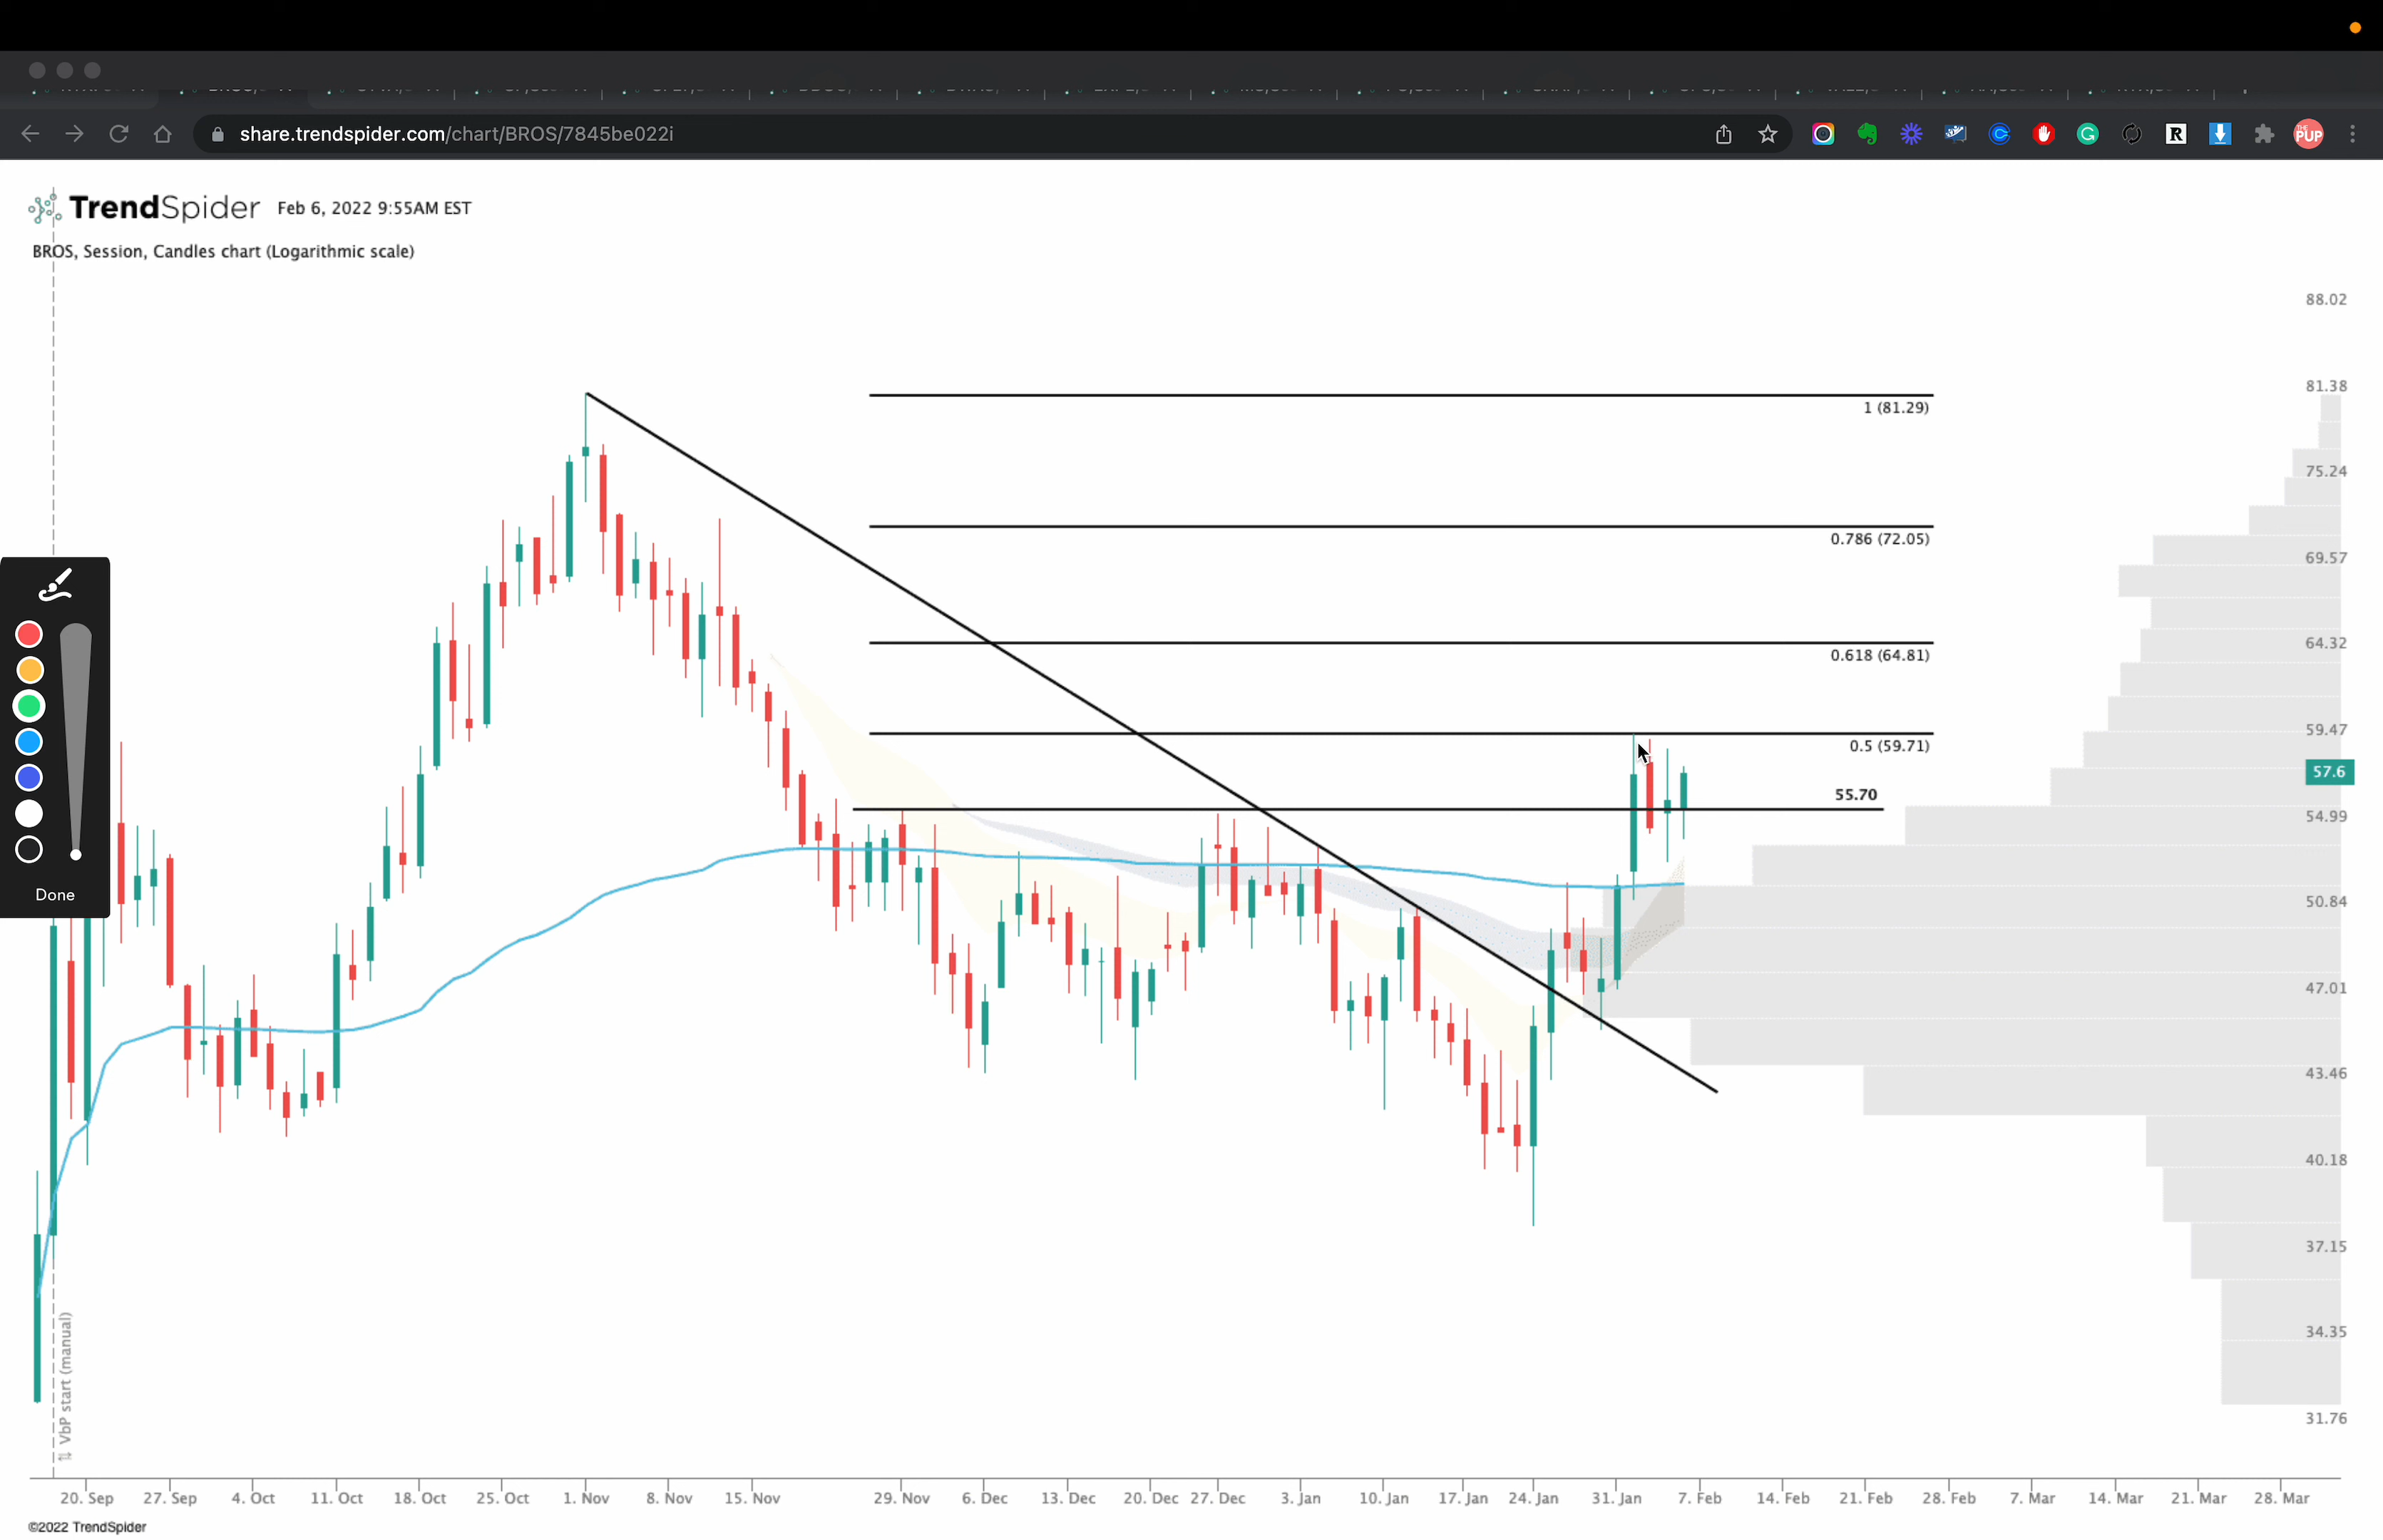 share.trendspider.com/chart/BROS/7845be022i
TrendSpider Feb 6, 2022 9:55AM EST
BROS, Session, Candles chart (Logarithmic scale)
88.02
81.38
1 (81.29)
75.24
0.786 (72.05)
69.57
64.32
0.618 (64.81)
59.47
0.5 (59.71)
57.6
55.70
54.99
50.84
47.01
43.46
40.18
37.15
34.35
31.76
Done
VbP start (manual)
20. Sep 27. Sep 4. Oct 11. Oct 18. Oct 25. Oct 1. Nov 8. Nov 15. Nov 29. Nov 6. Dec 13. Dec 20. Dec 27. Dec 3. Jan 10. Jan 17. Jan 24. Jan 31. Jan 7. Feb 14. Feb 21. Feb 28. Feb 7. Mar 14. Mar 21. Mar 28. Mar
©2022 TrendSpider
THE PUP
R